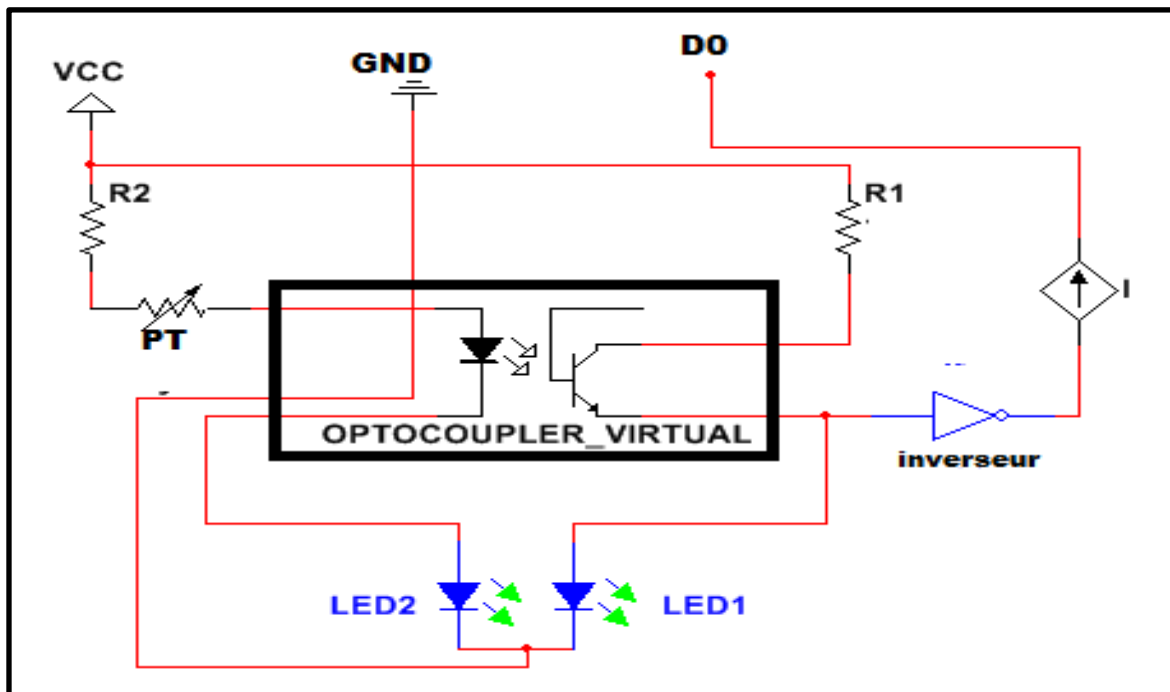 D0
GND
VCC
R2
R1
I
PT
OPTOCOUPLER_VIRTUAL
inverseur
LED2
LED1